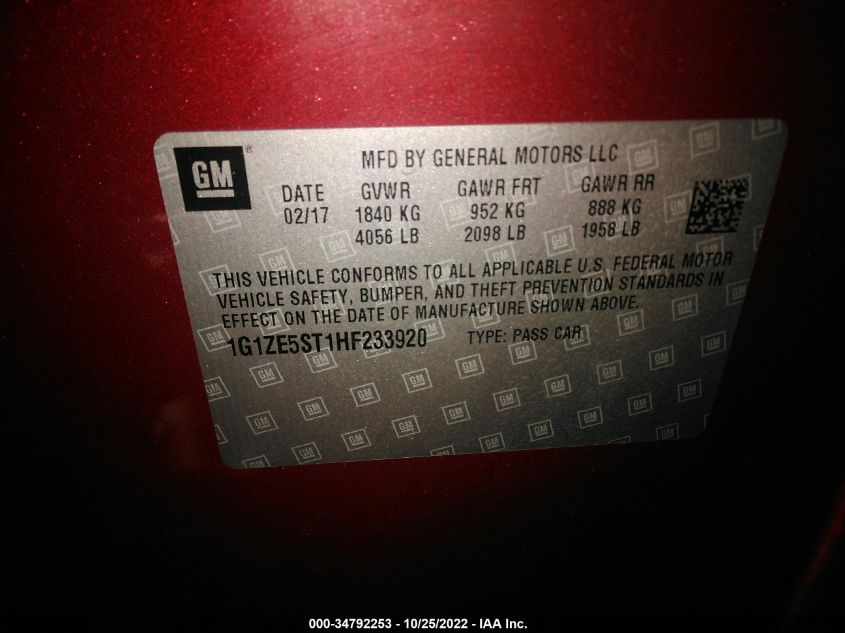 GM
MFD BY GENERAL MOTORS LLC
DATE GVWR GAWR FRT GAWR RR
02/17 1840 KG 952 KG 888 KG
4056 LB 2098 LB 1958 LB
THIS VEHICLE CONFORMS TO ALL APPLICABLE U.S. FEDERAL MOTOR
VEHICLE SAFETY, BUMPER, AND THEFT PREVENTION STANDARDS IN
EFFECT ON THE DATE OF MANUFACTURE SHOWN ABOVE.
1G1ZE5ST1HF233920 TYPE: PASS CAR
000-34792253 - 10/25/2022 - IAA Inc.